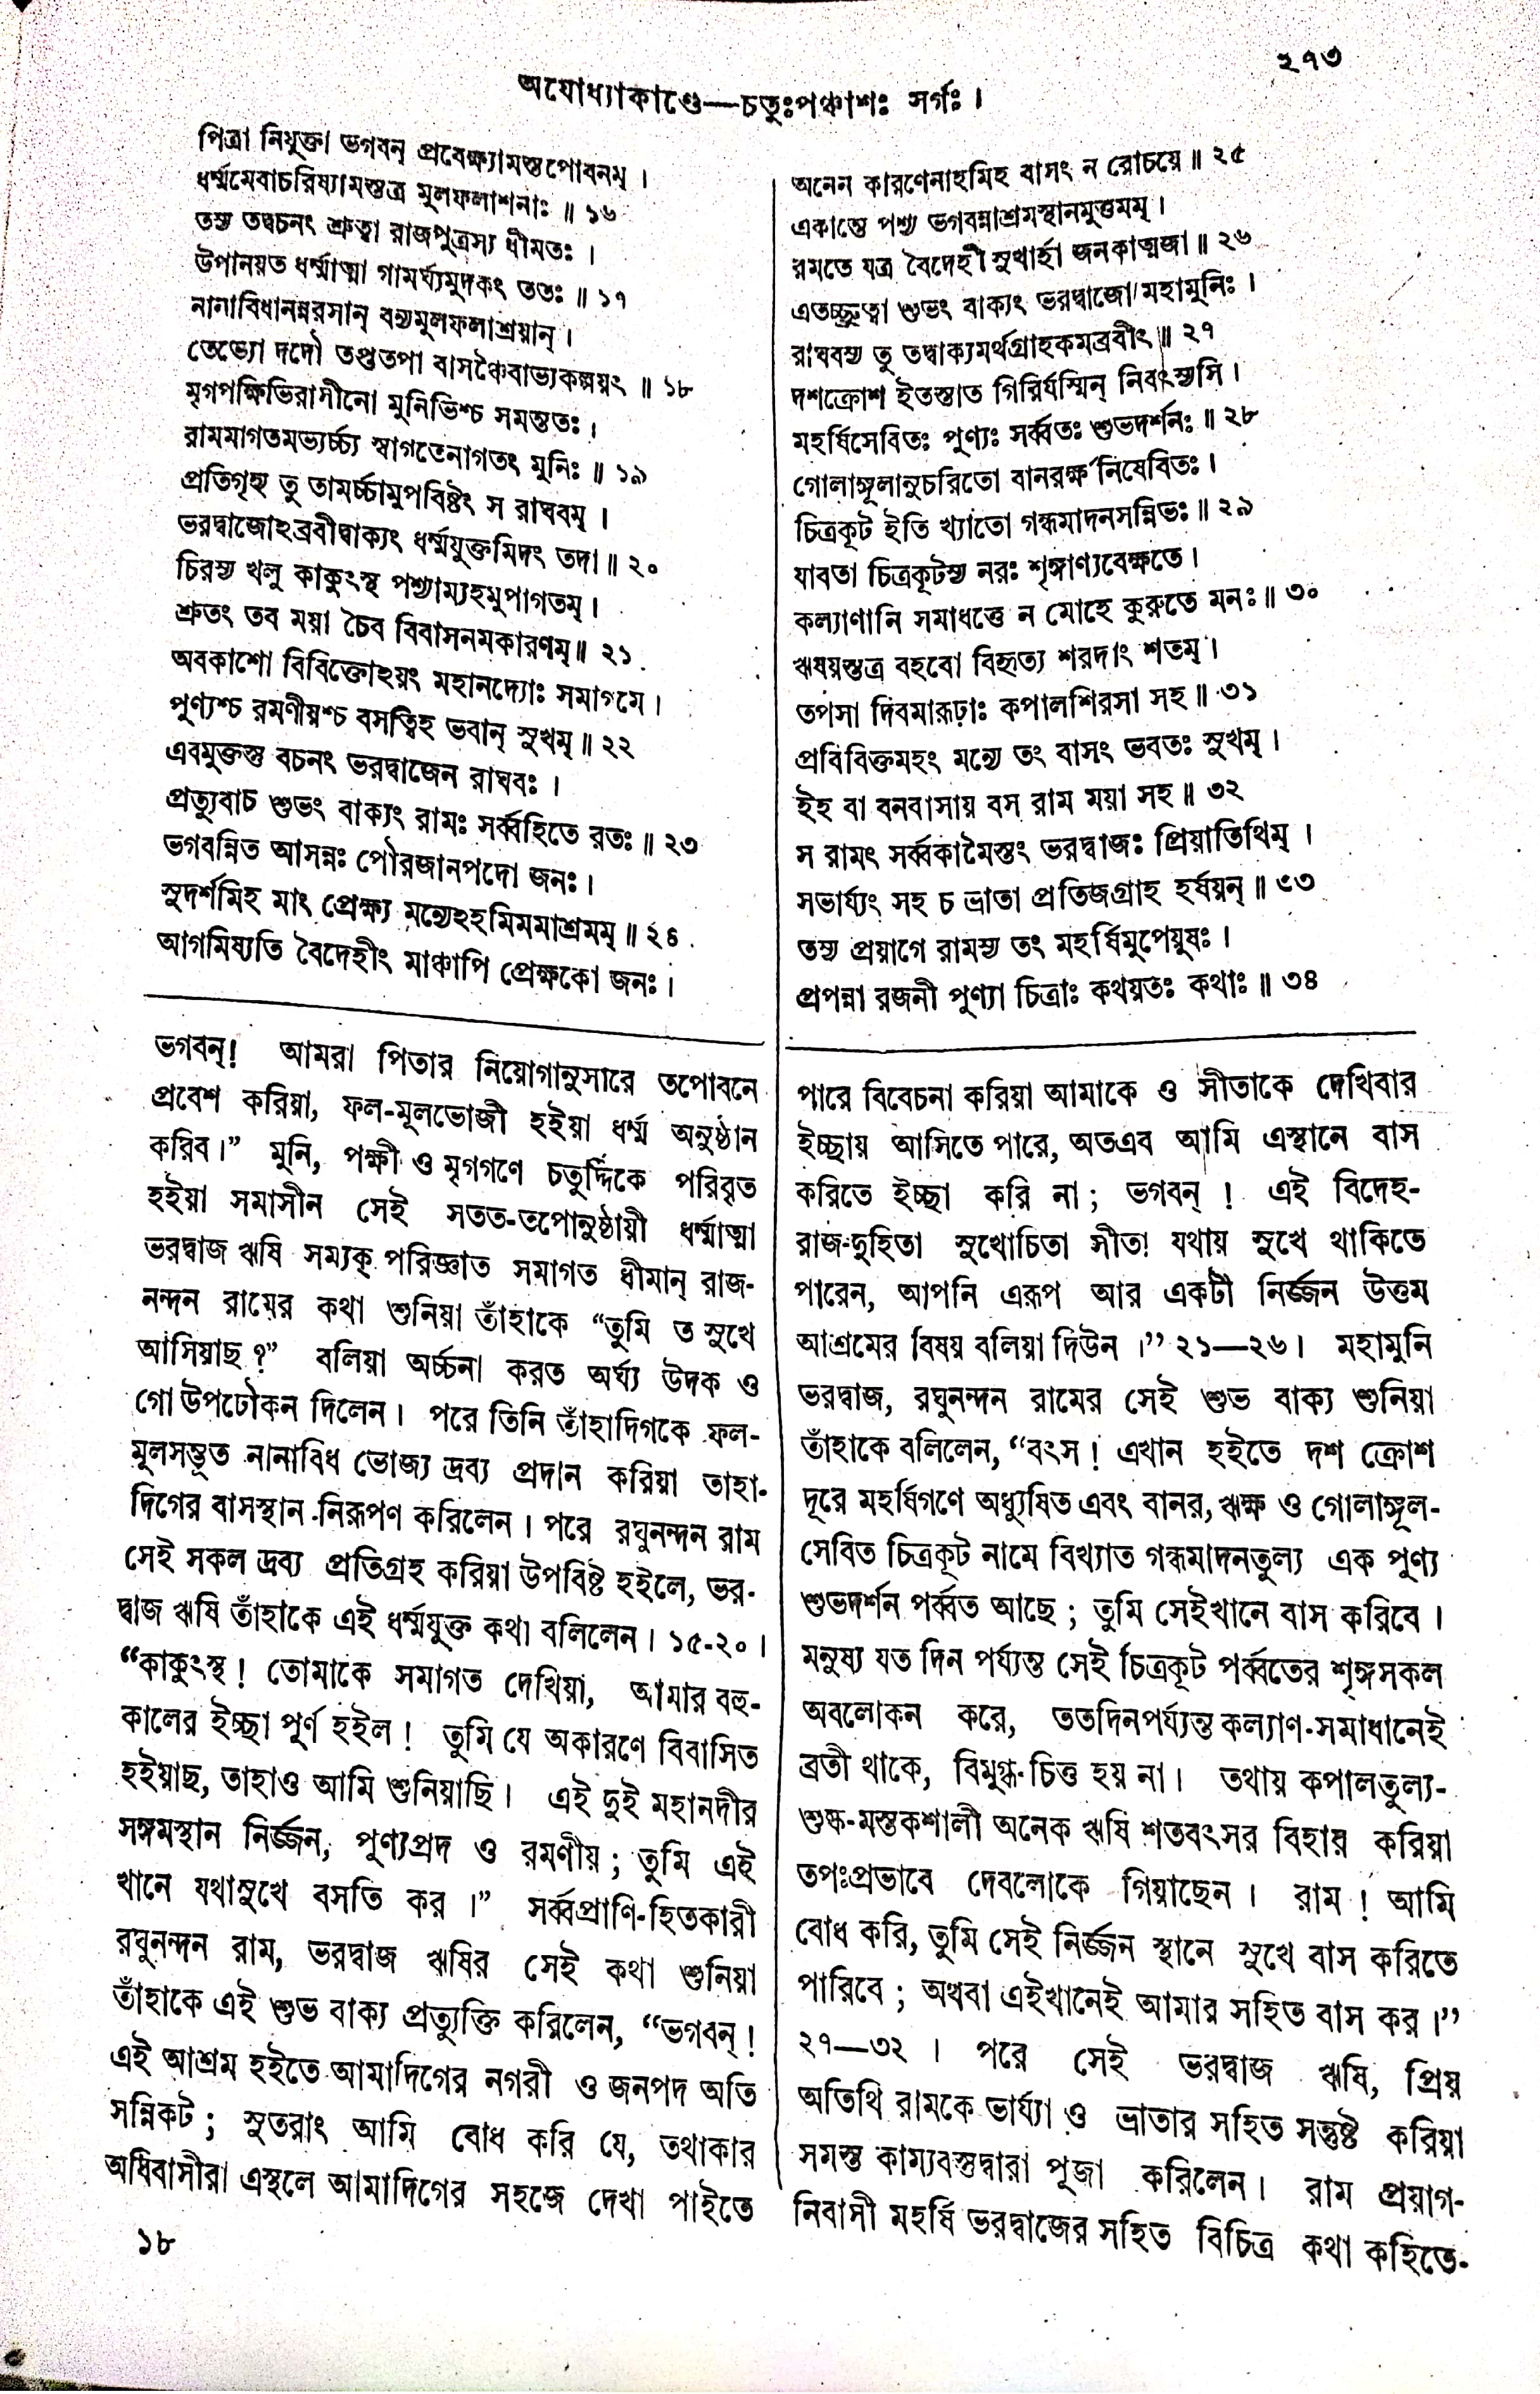 ২৭৩
অযোধ্যাকাণ্ডে—চতুঃপঞ্চাশঃ সর্গঃ।
পিত্রা নিযুক্তা ভগবন্ প্রবেক্ষ্যামস্তপোবনম্।
ধর্ম্মমেবাচরিষ্যামস্তত্র মূলফলাশনাঃ॥ ১৬
তস্য তদ্বচনং শ্রুত্বা রাজপুত্রস্য ধীমতঃ।
উপানয়ত ধর্ম্মাত্মা গামর্ঘ্যমুদকং ততঃ॥ ১৭
নানাবিধানন্নরসান্ বন্যমূলফলাশ্রয়ান্।
তেভ্যো দদৌ তপ্ততপা বাসঞ্চৈবাভ্যকল্পয়ৎ॥ ১৮
মৃগপক্ষিভিরাসীনো মুনিভিশ্চ সমন্ততঃ।
রামমাগতমভ্যর্চ্চ্য স্বাগতেনাগতং মুনিঃ॥ ১৯
প্রতিগৃহ্য তু তামর্চ্চামুপবিষ্টং স রাঘবম্।
ভরদ্বাজোঽব্রবীদ্বাক্যং ধর্ম্মযুক্তমিদং তদা॥ ২০
চিরস্য খলু কাকুৎস্থ পশ্যাম্যহমুপাগতম্।
শ্রুতং তব ময়া চৈব বিবাসনমকারণম্॥ ২১
অবকাশো বিবিক্তোঽয়ং মহানদ্যোঃ সমাগমে।
পুণ্যশ্চ রমণীয়শ্চ বসত্বিহ ভবান্ সুখম্॥ ২২
এবমুক্তস্তু বচনং ভরদ্বাজেন রাঘবঃ।
প্রত্যুবাচ শুভং বাক্যং রামঃ সর্ব্বহিতে রতঃ॥ ২৩
ভগবন্নিত আসন্নঃ পৌরজানপদো জনঃ।
সুদর্শমিহ মাং প্রেক্ষ্য মন্যেঽহমিমমাশ্রমম্॥ ২৪
আগমিষ্যতি বৈদেহীং মাঞ্চাপি প্রেক্ষকো জনঃ।
অনেন কারণেনাহমিহ বাসং ন রোচয়ে॥ ২৫
একান্তে পশ্য ভগবন্নাশ্রমস্থানমুত্তমম্।
রমতে যত্র বৈদেহী সুখার্হা জনকাত্মজা॥ ২৬
এতচ্ছ্রুত্বা শুভং বাক্যং ভরদ্বাজো মহামুনিঃ।
রাঘবস্য তু তদ্বাক্যমর্থগ্রাহকমব্রবীৎ॥ ২৭
দশক্রোশ ইতস্তাত গিরির্যস্মিন্ নিবৎস্যসি।
মহর্ষিসেবিতঃ পুণ্যঃ সর্ব্বতঃ শুভদর্শনঃ॥ ২৮
গোলাঙ্গূলানুচরিতো বানরর্ক্ষনিষেবিতঃ।
চিত্রকূট ইতি খ্যাতো গন্ধমাদনসন্নিভঃ॥ ২৯
যাবতা চিত্রকূটস্য নরঃ শৃঙ্গাণ্যবেক্ষতে।
কল্যাণানি সমাধত্তে ন মোহে কুরুতে মনঃ॥ ৩০
ঋষয়স্তত্র বহবো বিহৃত্য শরদাং শতম্।
তপসা দিবমারূঢ়াঃ কপালশিরসা সহ॥ ৩১
প্রবিবিক্তমহং মন্যে তং বাসং ভবতঃ সুখম্।
ইহ বা বনবাসায় বস রাম ময়া সহ॥ ৩২
স রামং সর্ব্বকামৈস্তং ভরদ্বাজঃ প্রিয়াতিথিম্।
সভার্য্যং সহ চ ভ্রাতা প্রতিজগ্রাহ হর্ষয়ন্॥ ৩৩
তস্য প্রয়াগে রামস্য তং মহর্ষিমুপেয়ুষঃ।
প্রপন্না রজনী পুণ্যা চিত্রাঃ কথয়তঃ কথাঃ॥ ৩৪
ভগবন্! আমরা পিতার নিয়োগানুসারে তপোবনে
প্রবেশ করিয়া, ফল-মূলভোজী হইয়া ধর্ম্ম অনুষ্ঠান
করিব।” মুনি, পক্ষী ও মৃগগণে চতুর্দ্দিকে পরিবৃত
হইয়া সমাসীন সেই সতত-তপোনুষ্ঠায়ী ধর্ম্মাত্মা
ভরদ্বাজ ঋষি সম্যক্ পরিজ্ঞাত সমাগত ধীমান্ রাজ-
নন্দন রামের কথা শুনিয়া তাঁহাকে “তুমি ত সুখে
আসিয়াছ?” বলিয়া অর্চ্চনা করত অর্ঘ্য উদক ও
গো উপঢৌকন দিলেন। পরে তিনি তাঁহাদিগকে ফল-
মূলসম্ভূত নানাবিধ ভোজ্য দ্রব্য প্রদান করিয়া তাহা-
দিগের বাসস্থান নিরূপণ করিলেন। পরে রঘুনন্দন রাম
সেই সকল দ্রব্য প্রতিগ্রহ করিয়া উপবিষ্ট হইলে, ভর-
দ্বাজ ঋষি তাঁহাকে এই ধর্ম্মযুক্ত কথা বলিলেন। ১৫-২০।
“কাকুৎস্থ! তোমাকে সমাগত দেখিয়া, আমার বহু-
কালের ইচ্ছা পূর্ণ হইল! তুমি যে অকারণে বিবাসিত
হইয়াছ, তাহাও আমি শুনিয়াছি। এই দুই মহানদীর
সঙ্গমস্থান নির্জ্জন, পুণ্যপ্রদ ও রমণীয়; তুমি এই
খানে যথাসুখে বসতি কর।” সর্ব্বপ্রাণি-হিতকারী
রঘুনন্দন রাম, ভরদ্বাজ ঋষির সেই কথা শুনিয়া
তাঁহাকে এই শুভ বাক্য প্রত্যুক্তি করিলেন, “ভগবন্!
এই আশ্রম হইতে আমাদিগের নগরী ও জনপদ অতি
সন্নিকট; সুতরাং আমি বোধ করি যে, তথাকার
অধিবাসীরা এস্থলে আমাদিগের সহজে দেখা পাইতে
১৮
পারে বিবেচনা করিয়া আমাকে ও সীতাকে দেখিবার
ইচ্ছায় আসিতে পারে, অতএব আমি এস্থানে বাস
করিতে ইচ্ছা করি না; ভগবন্! এই বিদেহ-
রাজ-দুহিতা সুখোচিতা সীতা যথায় সুখে থাকিতে
পারেন, আপনি এরূপ আর একটী নির্জ্জন উত্তম
আশ্রমের বিষয় বলিয়া দিউন।” ২১—২৬। মহামুনি
ভরদ্বাজ, রঘুনন্দন রামের সেই শুভ বাক্য শুনিয়া
তাঁহাকে বলিলেন, “বৎস! এখান হইতে দশ ক্রোশ
দূরে মহর্ষিগণে অধ্যুষিত এবং বানর, ঋক্ষ ও গোলাঙ্গূল-
সেবিত চিত্রকূট নামে বিখ্যাত গন্ধমাদনতুল্য এক পুণ্য
শুভদর্শন পর্ব্বত আছে; তুমি সেইখানে বাস করিবে।
মনুষ্য যত দিন পর্য্যন্ত সেই চিত্রকূট পর্ব্বতের শৃঙ্গসকল
অবলোকন করে, ততদিনপর্য্যন্ত কল্যাণ-সমাধানেই
ব্রতী থাকে, বিমুগ্ধ-চিত্ত হয় না। তথায় কপালতুল্য-
শুষ্ক-মস্তকশালী অনেক ঋষি শতবৎসর বিহার করিয়া
তপঃপ্রভাবে দেবলোকে গিয়াছেন। রাম! আমি
বোধ করি, তুমি সেই নির্জ্জন স্থানে সুখে বাস করিতে
পারিবে; অথবা এইখানেই আমার সহিত বাস কর।”
২৭—৩২। পরে সেই ভরদ্বাজ ঋষি, প্রিয়
অতিথি রামকে ভার্য্যা ও ভ্রাতার সহিত সন্তুষ্ট করিয়া
সমস্ত কাম্যবস্তুদ্বারা পূজা করিলেন। রাম প্রয়াগ-
নিবাসী মহর্ষি ভরদ্বাজের সহিত বিচিত্র কথা কহিতে-